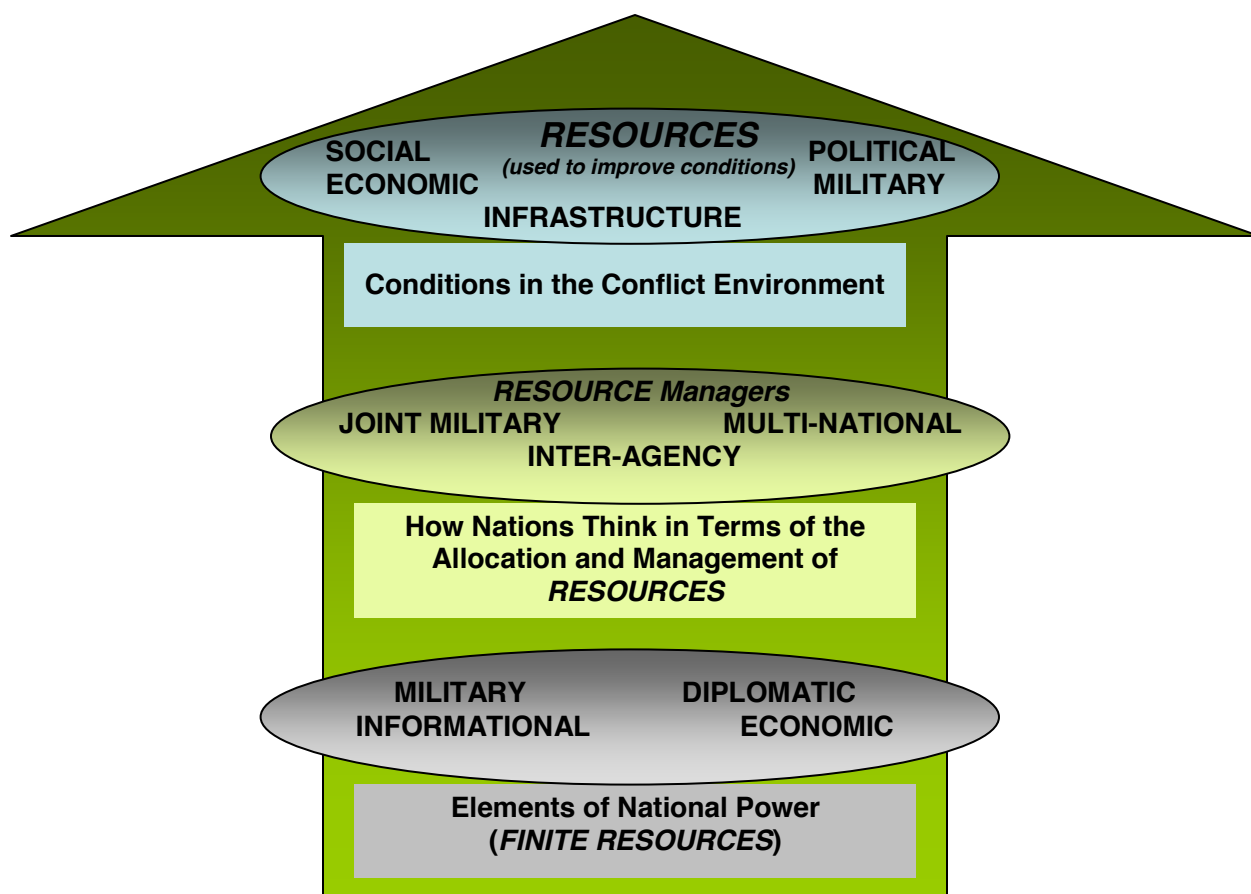 RESOURCES
(used to improve conditions)
SOCIAL
ECONOMIC
POLITICAL
MILITARY
INFRASTRUCTURE
Conditions in the Conflict Environment
RESOURCE Managers
JOINT MILITARY MULTI-NATIONAL
INTER-AGENCY
How Nations Think in Terms of the
Allocation and Management of
RESOURCES
MILITARY DIPLOMATIC
INFORMATIONAL ECONOMIC
Elements of National Power
(FINITE RESOURCES)